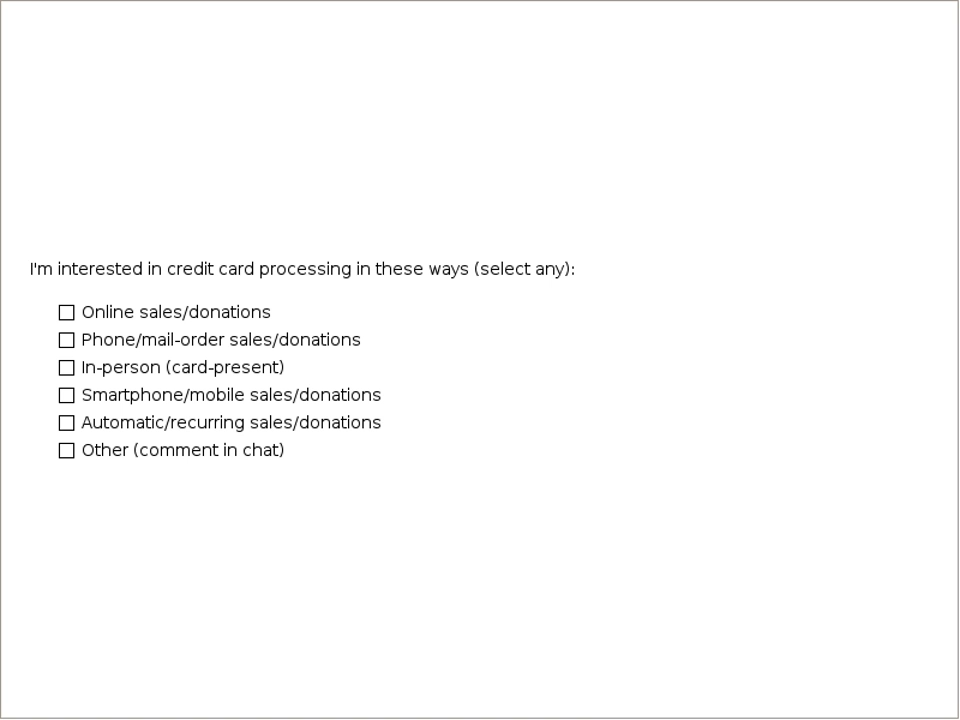 I'm interested in credit card processing in these ways (select any):
Online sales/donations
Phone/mail-order sales/donations
In-person (card-present)
Smartphone/mobile sales/donations
Automatic/recurring sales/donations
Other (comment in chat)